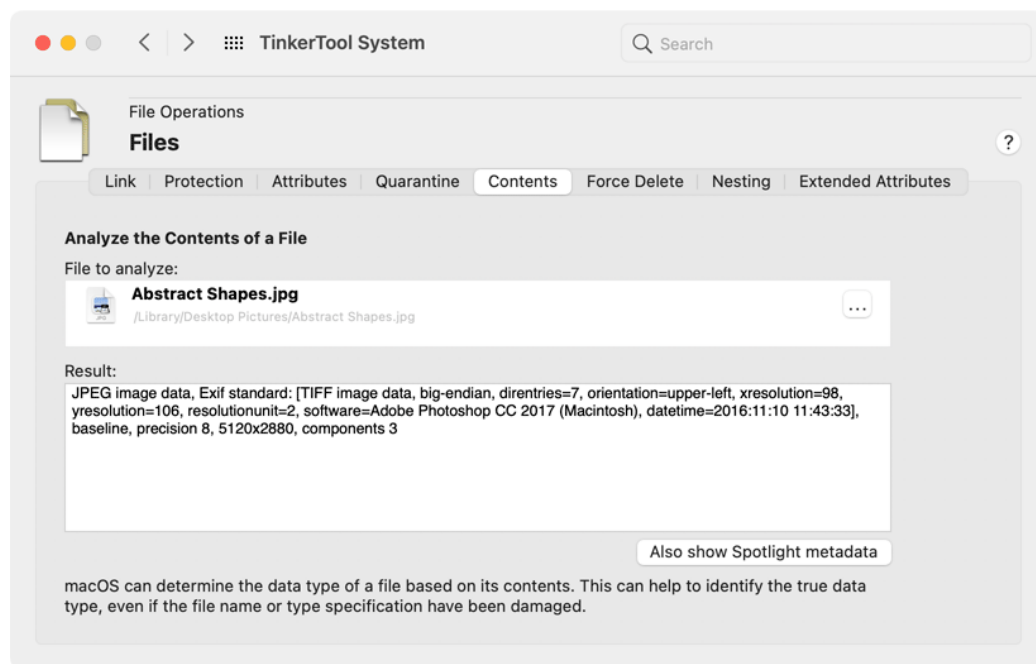 TinkerTool System
Search
File Operations
Files
?
Link Protection Attributes Quarantine Contents Force Delete Nesting Extended Attributes
Analyze the Contents of a File
File to analyze:
Abstract Shapes.jpg
/Library/Desktop Pictures/Abstract Shapes.jpg
...
Result:
JPEG image data, Exif standard: [TIFF image data, big-endian, direntries=7, orientation=upper-left, xresolution=98,
yresolution=106, resolutionunit=2, software=Adobe Photoshop CC 2017 (Macintosh), datetime=2016:11:10 11:43:33],
baseline, precision 8, 5120x2880, components 3
Also show Spotlight metadata
macOS can determine the data type of a file based on its contents. This can help to identify the true data
type, even if the file name or type specification have been damaged.